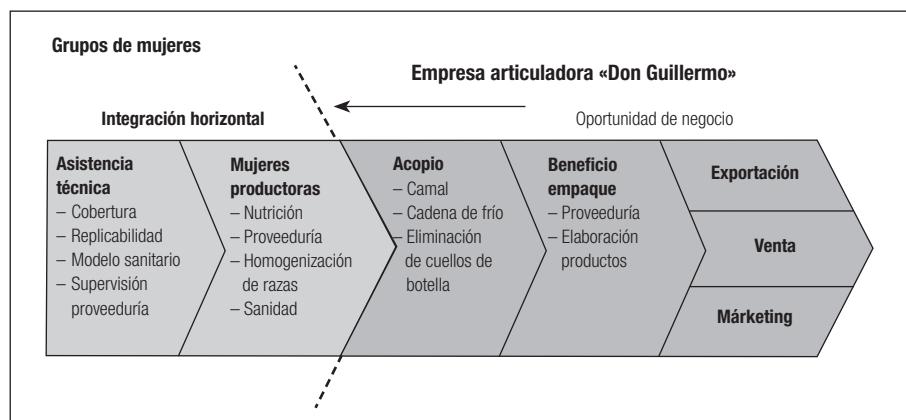 Grupos de mujeres
Empresa articuladora «Don Guillermo»
Integración horizontal
Oportunidad de negocio
Asistencia
técnica
– Cobertura
– Replicabilidad
– Modelo sanitario
– Supervisión
proveeduría
Mujeres
productoras
– Nutrición
– Proveeduría
– Homogenización
de razas
– Sanidad
Acopio
– Camal
– Cadena de frío
– Eliminación
de cuellos de
botella
Beneficio
empaque
– Proveeduría
– Elaboración
productos
Exportación
Venta
Márketing